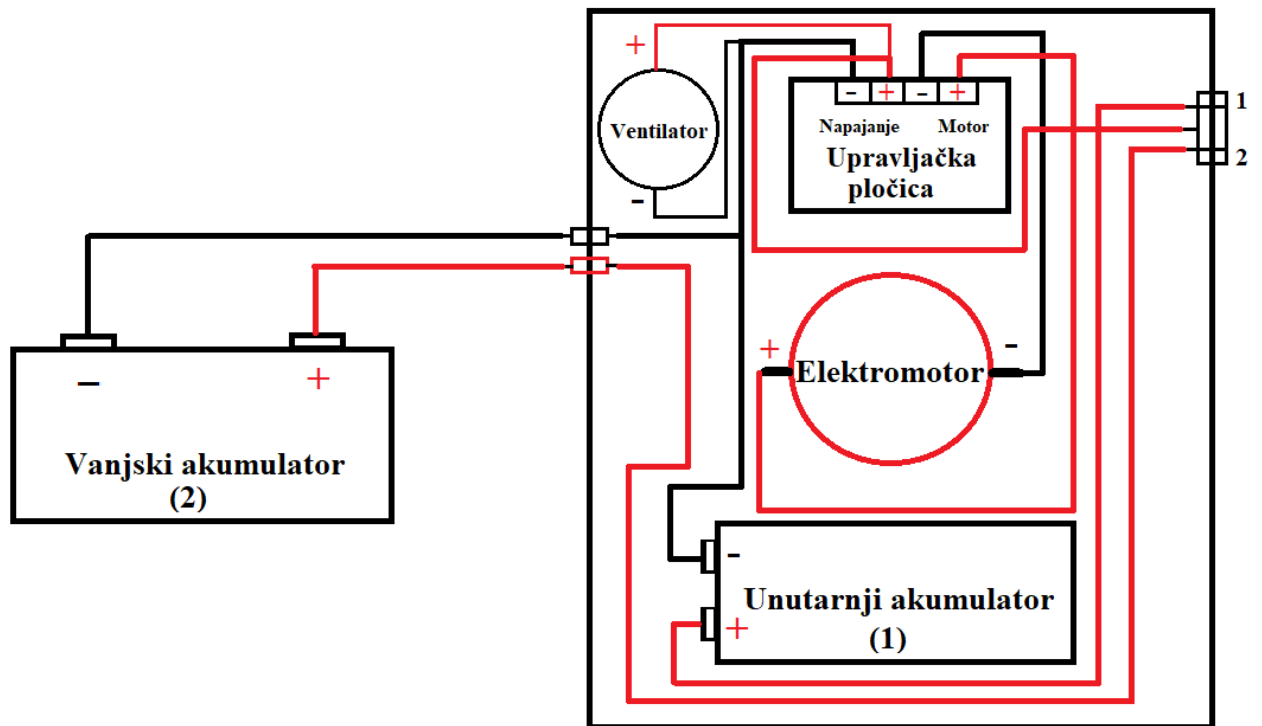 +
-
+
-
+
1
Ventilator
Napajanje
Motor
Upravljačka
pločica
2
-
–
+
+
-
Elektromotor
Vanjski akumulator
(2)
-
Unutarnji akumulator
+
(1)